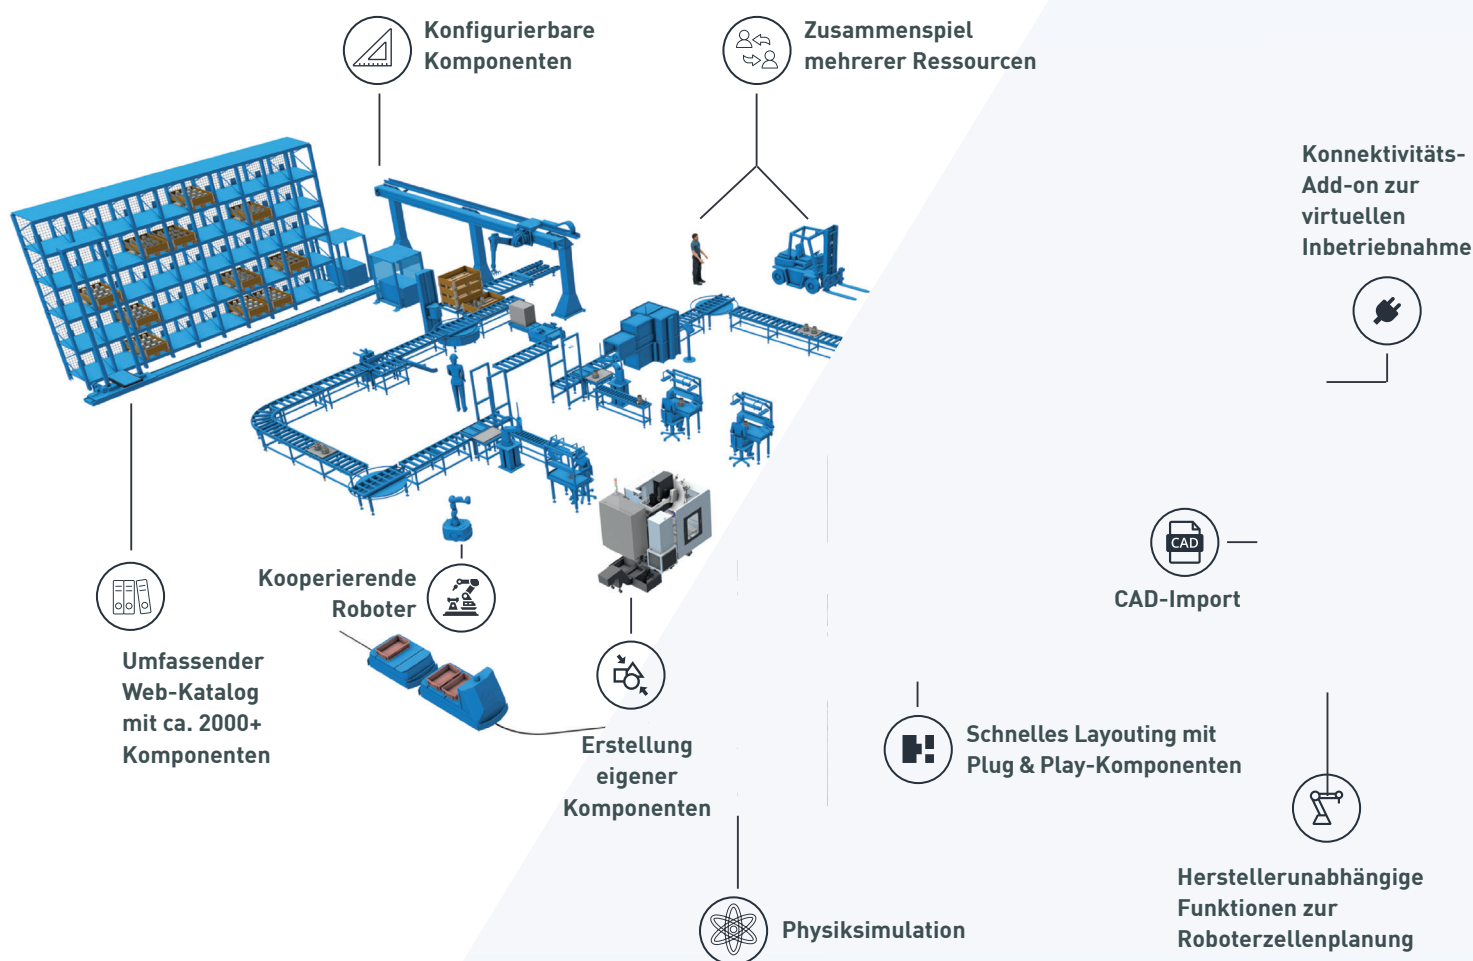 Konfigurierbare
Komponenten
Zusammenspiel
mehrerer Ressourcen
Konnektivitäts-
Add-on zur
virtuellen
Inbetriebnahme
CAD
CAD-Import
Kooperierende
Roboter
Umfassender
Web-Katalog
mit ca. 2000+
Komponenten
Erstellung
eigener
Komponenten
Schnelles Layouting mit
Plug & Play-Komponenten
Herstellerunabhängige
Funktionen zur
Roboterzellenplanung
Physiksimulation